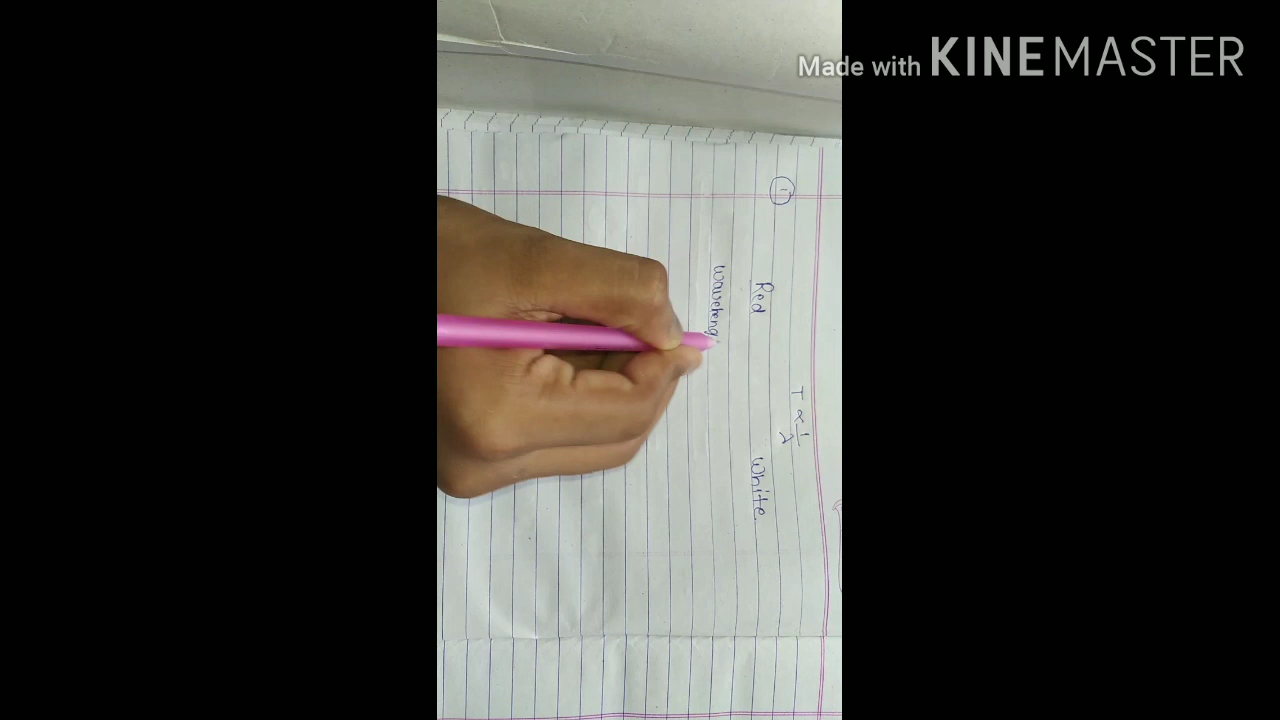 Made with KINEMASTER
T ∝ 1/λ
① Red White.
waveleng